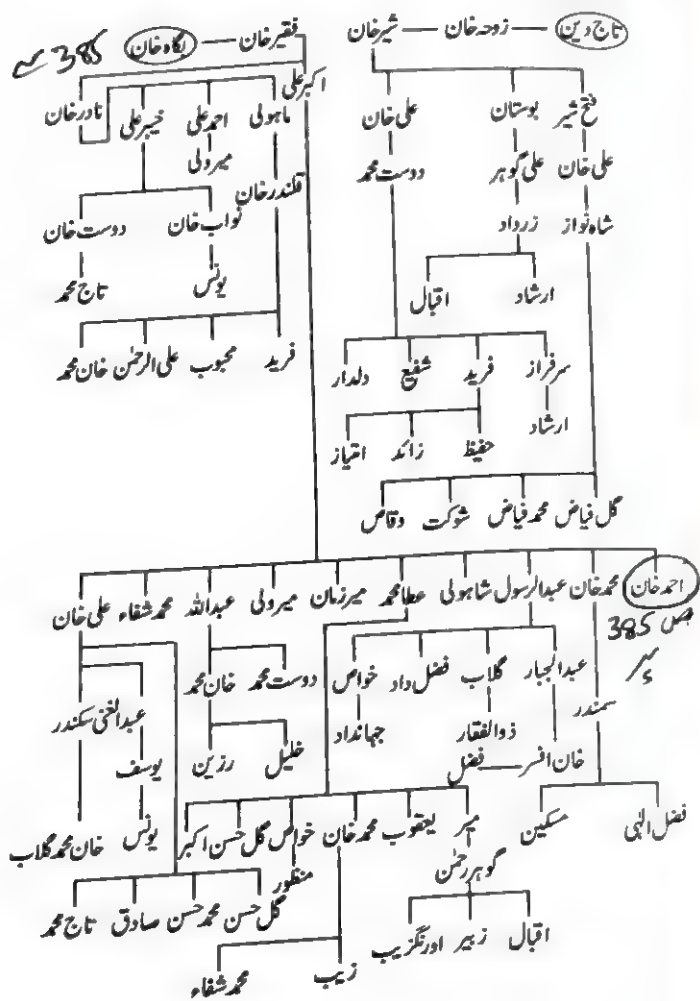 تاج دین — زوحہ خان — شیر خان
فقیر خان — نگاہ خان 385
فتح شیر بوستان علی خان
اکبر علی ماہولی احمد علی خیبر علی نادر خان
علی خان علی گوہر دوست محمد
میرولی
شاہ نواز زرداد
قلندر خان نواب خان دوست خان
ارشاد اقبال
یونس تاج محمد
سرفراز فرید شفیع دلدار
فرید محبوب علی الرحمٰن خان محمد
ارشاد حفیظ زائد امتیاز
گل فیاض محمد فیاض شوکت وقاص
احمد خان محمد خان عبدالرسول شاہولی عطا محمد میرزمان میرولی عبداللہ محمد شفاء علی خان
385
سمندر عبدالجبار گلاب فضل داد خواص دوست محمد خان محمد عبدالغنی سکندر
ذوالفقار جہانداد خلیل رزین یوسف
خان افسر — فضل
فضل الٰہی مسکین میر یعقوب محمد خان خواص گل حسن اکبر یونس خان محمد گلاب
گوہر رحمٰن منظور
گل حسن محمد حسن صادق تاج محمد
اقبال زبیر اورنگزیب زیب محمد شفاء